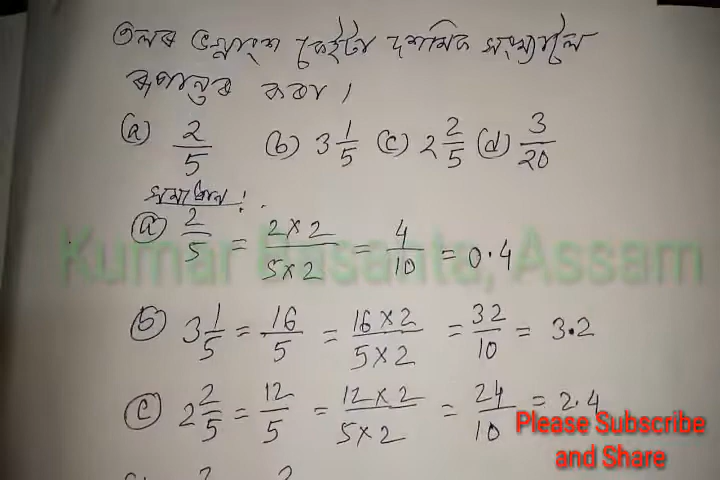 তলৰ ভগ্নাংশ কেইটা দশমিক সংখ্যালৈ
ৰূপান্তৰ কৰা ।
(a) 2/5 (b) 3 1/5 (c) 2 2/5 (d) 3/20
সমাধান :
(a) 2/5 = 2×2/5×2 = 4/10 = 0.4
Kumar Basanta, Assam
(b) 3 1/5 = 16/5 = 16×2/5×2 = 32/10 = 3.2
(c) 2 2/5 = 12/5 = 12×2/5×2 = 24/10 = 2.4
Please Subscribe
and Share